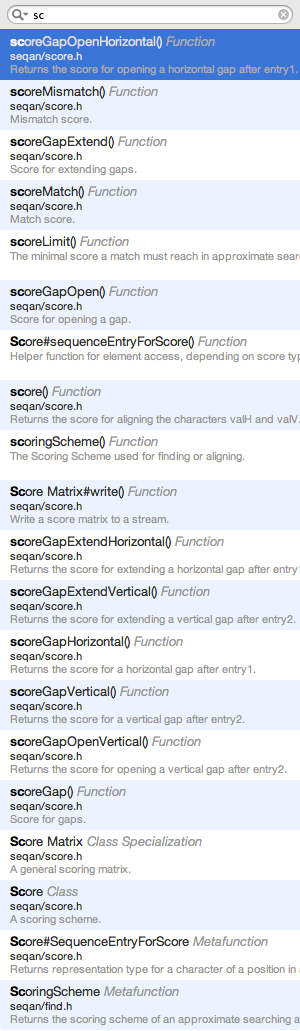 sc
scoreGapOpenHorizontal() Function
seqan/score.h
Returns the score for opening a horizontal gap after entry1.
scoreMismatch() Function
seqan/score.h
Mismatch score.
scoreGapExtend() Function
seqan/score.h
Score for extending gaps.
scoreMatch() Function
seqan/score.h
Match score.
scoreLimit() Function
The minimal score a match must reach in approximate sear
scoreGapOpen() Function
seqan/score.h
Score for opening a gap.
Score#sequenceEntryForScore() Function
Helper function for element access, depending on score typ
score() Function
seqan/score.h
Returns the score for aligning the characters valH and valV.
scoringScheme() Function
The Scoring Scheme used for finding or aligning.
Score Matrix#write() Function
seqan/score.h
Write a score matrix to a stream.
scoreGapExtendHorizontal() Function
seqan/score.h
Returns the score for extending a horizontal gap after entry1
scoreGapExtendVertical() Function
seqan/score.h
Returns the score for extending a vertical gap after entry2.
scoreGapHorizontal() Function
seqan/score.h
Returns the score for a horizontal gap after entry1.
scoreGapVertical() Function
seqan/score.h
Returns the score for a vertical gap after entry2.
scoreGapOpenVertical() Function
seqan/score.h
Returns the score for opening a vertical gap after entry2.
scoreGap() Function
seqan/score.h
Score for gaps.
Score Matrix Class Specialization
seqan/score.h
A general scoring matrix.
Score Class
seqan/score.h
A scoring scheme.
Score#SequenceEntryForScore Metafunction
seqan/score.h
Returns representation type for a character of a position in a
ScoringScheme Metafunction
seqan/find.h
Returns the scoring scheme of an approximate searching a